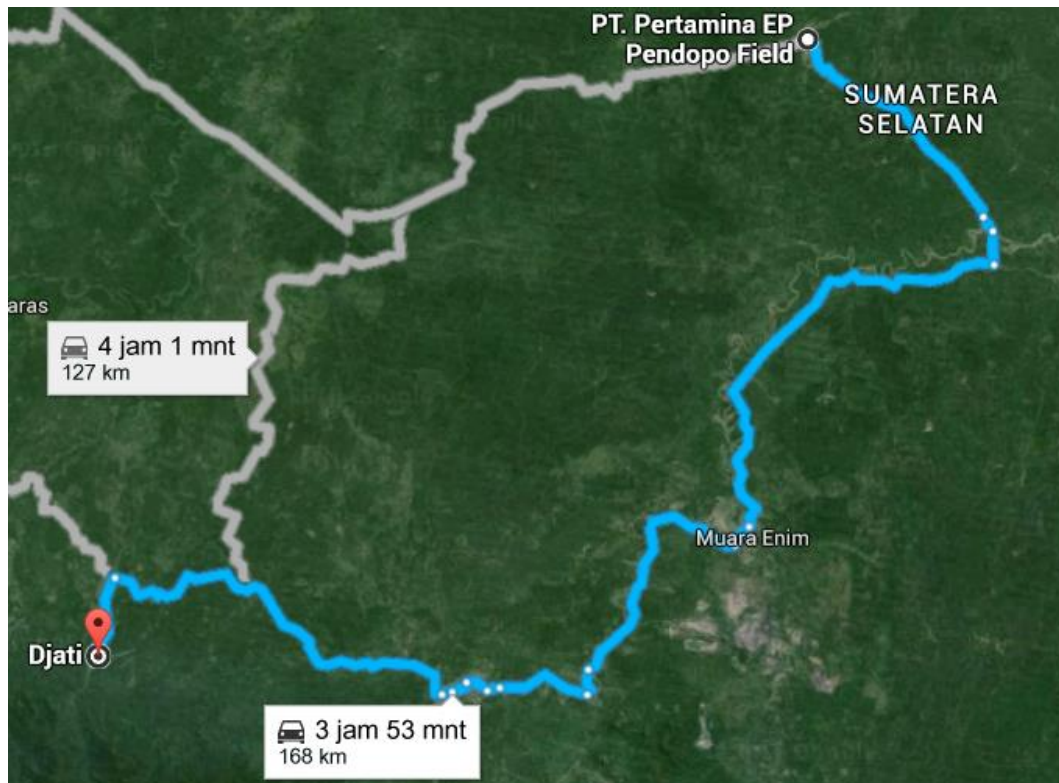 PT. Pertamina EP
Pendopo Field
SUMATERA
SELATAN
aras
4 jam 1 mnt
127 km
Muara Enim
Djati
3 jam 53 mnt
168 km